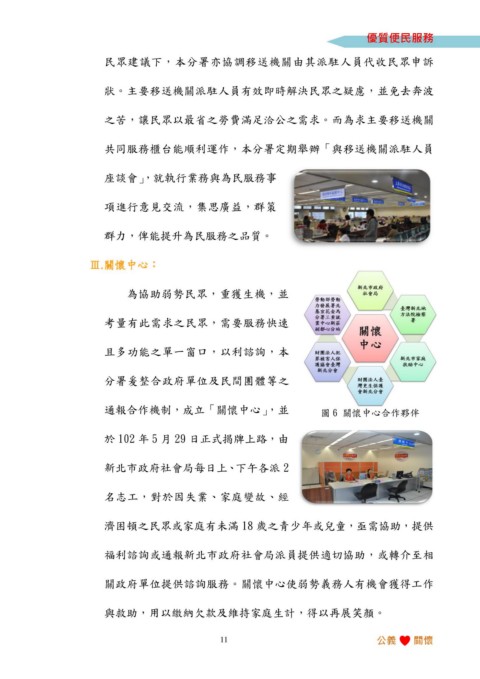 優質便民服務
民眾建議下，本分署亦協調移送機關由其派駐人員代收民眾申訴
狀。主要移送機關派駐人員有效即時解決民眾之疑慮，並免去奔波
之苦，讓民眾以最省之勞費滿足洽公之需求。而為求主要移送機關
共同服務櫃台能順利運作，本分署定期舉辦「與移送機關派駐人員
座談會」，就執行業務與為民服務事
項進行意見交流，集思廣益，群策
群力，俾能提升為民服務之品質。
Ⅲ.關懷中心：
為協助弱勢民眾，重獲生機，並
考量有此需求之民眾，需要服務快速
且多功能之單一窗口，以利諮詢，本
分署爰整合政府單位及民間團體等之
通報合作機制，成立「關懷中心」，並
於 102 年 5 月 29 日正式揭牌上路，由
新北市政府社會局每日上、下午各派 2
名志工，對於因失業、家庭變故、經
濟困頓之民眾或家庭有未滿 18 歲之青少年或兒童，亟需協助，提供
福利諮詢或通報新北市政府社會局派員提供適切協助，或轉介至相
關政府單位提供諮詢服務。關懷中心使弱勢義務人有機會獲得工作
與救助，用以繳納欠款及維持家庭生計，得以再展笑顏。
新北市政府
社會局
臺灣新北地
方法院檢察
署
新北市家扶
扶助中心
關懷
中心
圖 6 關懷中心合作夥伴
11
公義
關懷